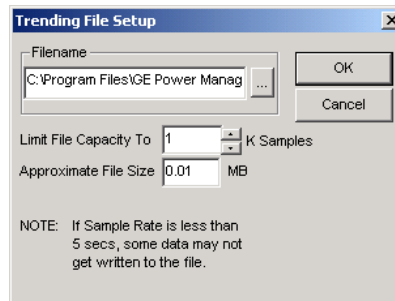 Trending File Setup
Filename
C:\Program Files\GE Power Manag
...
OK
Cancel
Limit File Capacity To 1 K Samples
Approximate File Size 0.01 MB
NOTE: If Sample Rate is less than
5 secs, some data may not
get written to the file.